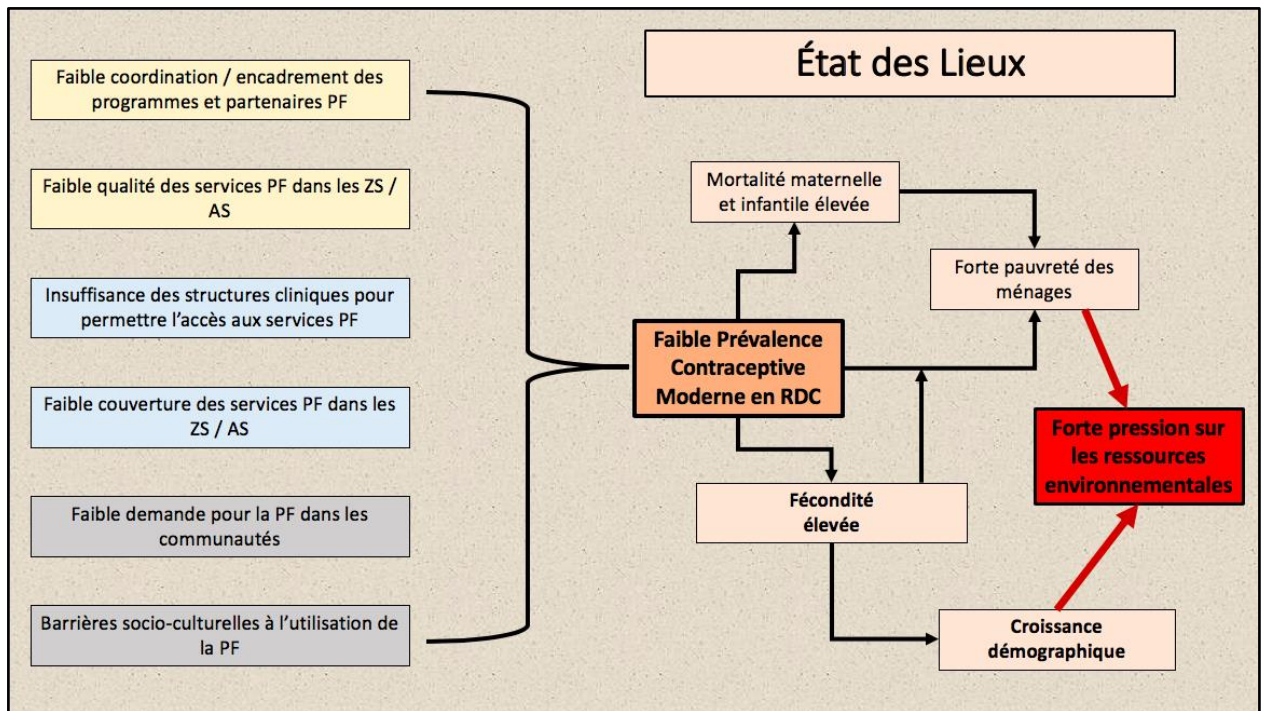 État des Lieux
Faible coordination / encadrement des
programmes et partenaires PF
Faible qualité des services PF dans les ZS /
AS
Insuffisance des structures cliniques pour
permettre l’accès aux services PF
Faible couverture des services PF dans les
ZS / AS
Faible demande pour la PF dans les
communautés
Barrières socio-culturelles à l’utilisation de
la PF
Faible Prévalence
Contraceptive
Moderne en RDC
Mortalité maternelle
et infantile élevée
Forte pauvreté des
ménages
Fécondité
élevée
Croissance
démographique
Forte pression sur
les ressources
environnementales